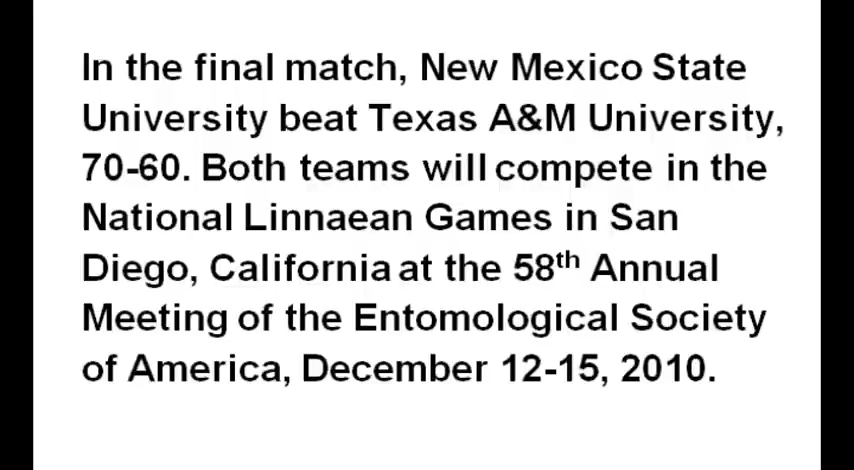 In the final match, New Mexico State
University beat Texas A&M University,
70-60. Both teams will compete in the
National Linnaean Games in San
Diego, California at the 58th Annual
Meeting of the Entomological Society
of America, December 12-15, 2010.